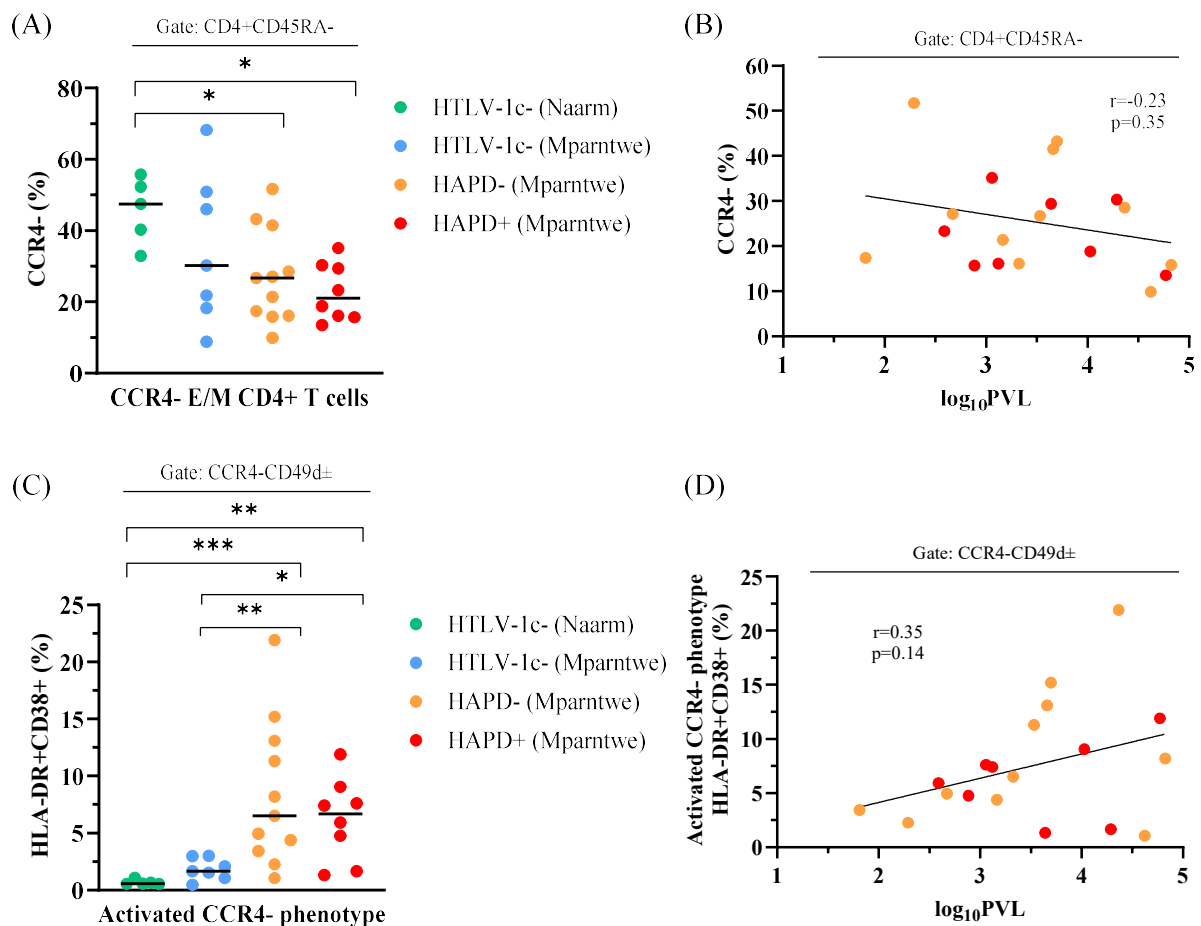 (A)
Gate: CD4+CD45RA-
*
*
80
60
40
20
0
CCR4- (%)
CCR4- E/M CD4+ T cells
HTLV-1c- (Naarm)
HTLV-1c- (Mparntwe)
HAPD- (Mparntwe)
HAPD+ (Mparntwe)
(B)
Gate: CD4+CD45RA-
r=-0.23
p=0.35
60
50
40
30
20
10
0
CCR4- (%)
1 2 3 4 5
log10PVL
(C)
Gate: CCR4-CD49d±
**
***
*
**
25
20
15
10
5
0
HLA-DR+CD38+ (%)
Activated CCR4- phenotype
HTLV-1c- (Naarm)
HTLV-1c- (Mparntwe)
HAPD- (Mparntwe)
HAPD+ (Mparntwe)
(D)
Gate: CCR4-CD49d±
r=0.35
p=0.14
25
20
15
10
5
0
Activated CCR4- phenotype
HLA-DR+CD38+ (%)
1 2 3 4 5
log10PVL